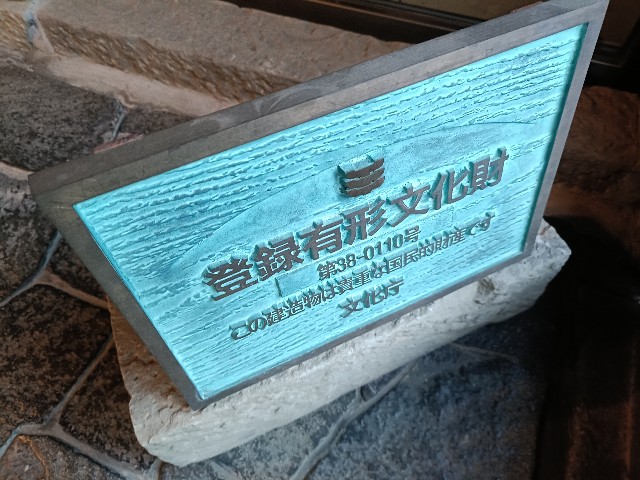 登録有形文化財
第38-0110号
この建造物は貴重な国民的財産です
文化庁